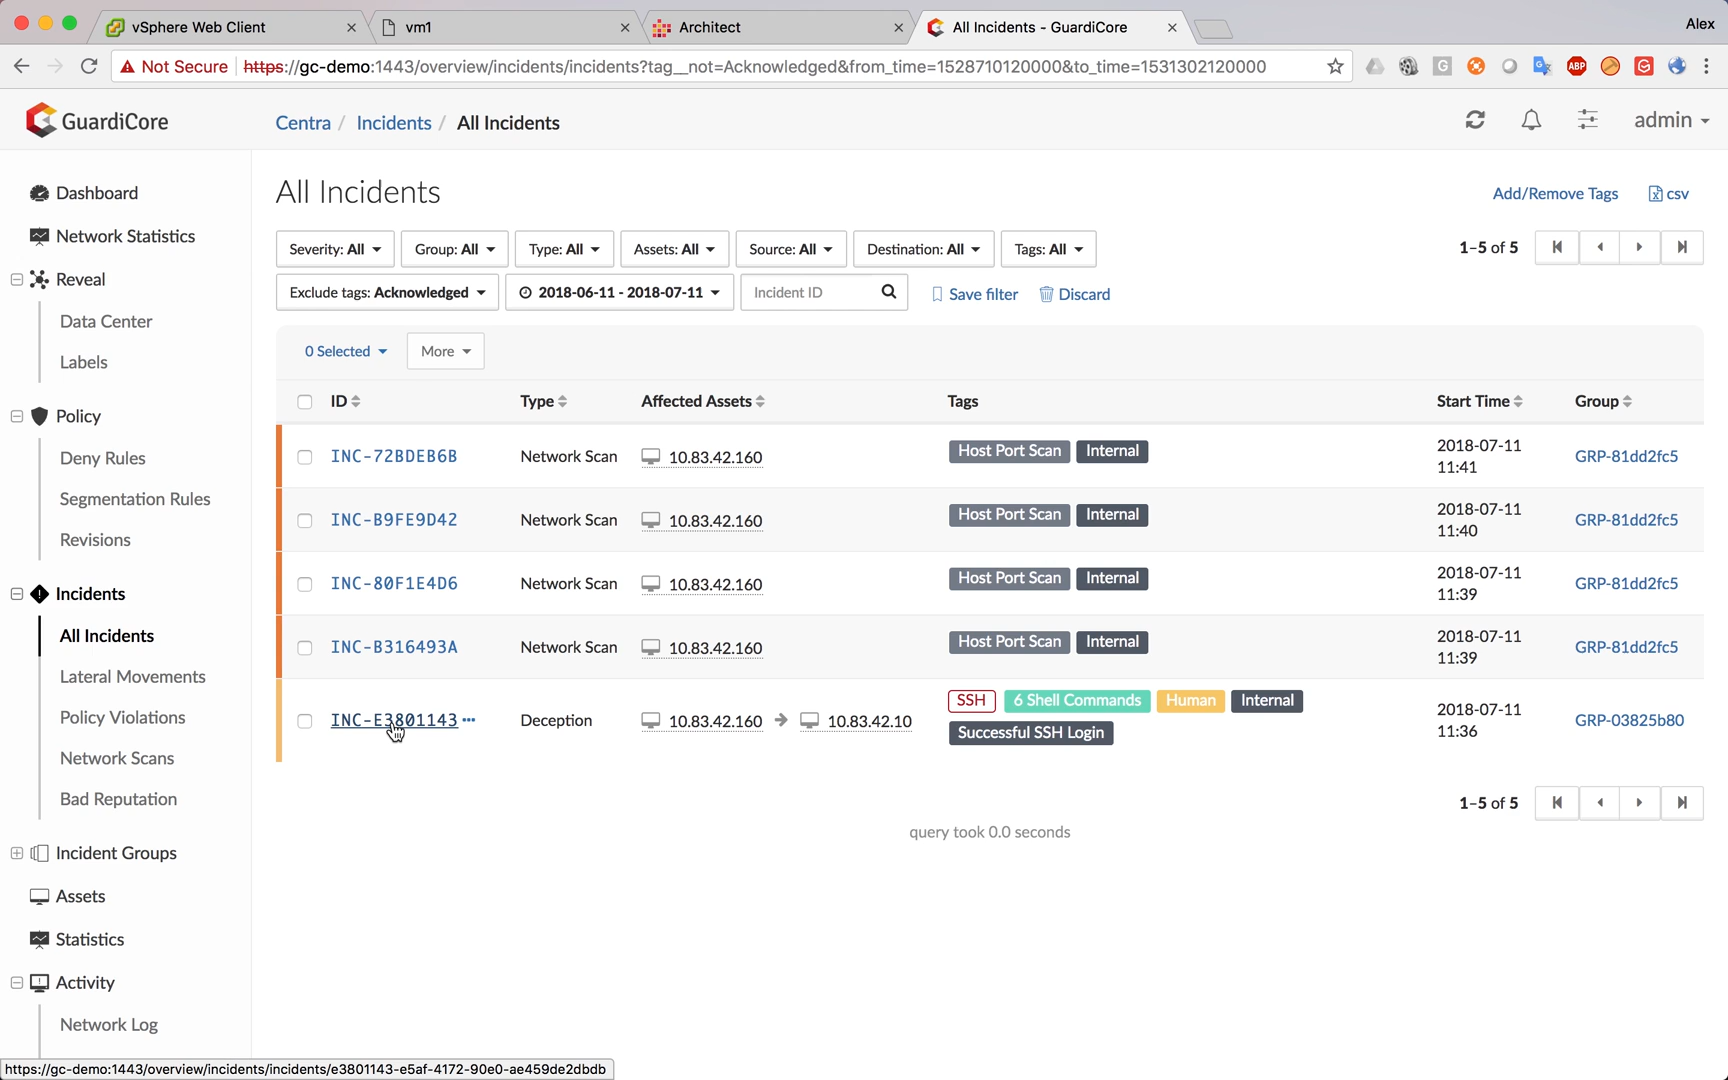 vSphere Web Client
vm1
Architect
All Incidents - GuardiCore
Alex
Not Secure https://gc-demo:1443/overview/incidents/incidents?tag__not=Acknowledged&from_time=1528710120000&to_time=1531302120000
GuardiCore
Centra / Incidents / All Incidents
admin
Dashboard
Network Statistics
Reveal
Data Center
Labels
Policy
Deny Rules
Segmentation Rules
Revisions
Incidents
All Incidents
Lateral Movements
Policy Violations
Network Scans
Bad Reputation
Incident Groups
Assets
Statistics
Activity
Network Log
All Incidents
Add/Remove Tags csv
Severity: All Group: All Type: All Assets: All Source: All Destination: All Tags: All
1–5 of 5
Exclude tags: Acknowledged 2018-06-11 - 2018-07-11 Incident ID Save filter Discard
0 Selected More
ID Type Affected Assets Tags Start Time Group
INC-72BDEB6B Network Scan 10.83.42.160 Host Port Scan Internal 2018-07-11 11:41 GRP-81dd2fc5
INC-B9FE9D42 Network Scan 10.83.42.160 Host Port Scan Internal 2018-07-11 11:40 GRP-81dd2fc5
INC-80F1E4D6 Network Scan 10.83.42.160 Host Port Scan Internal 2018-07-11 11:39 GRP-81dd2fc5
INC-B316493A Network Scan 10.83.42.160 Host Port Scan Internal 2018-07-11 11:39 GRP-81dd2fc5
INC-E3801143 Deception 10.83.42.160 10.83.42.10 SSH 6 Shell Commands Human Internal Successful SSH Login 2018-07-11 11:36 GRP-03825b80
1–5 of 5
query took 0.0 seconds
https://gc-demo:1443/overview/incidents/incidents/e3801143-e5af-4172-90e0-ae459de2dbdb